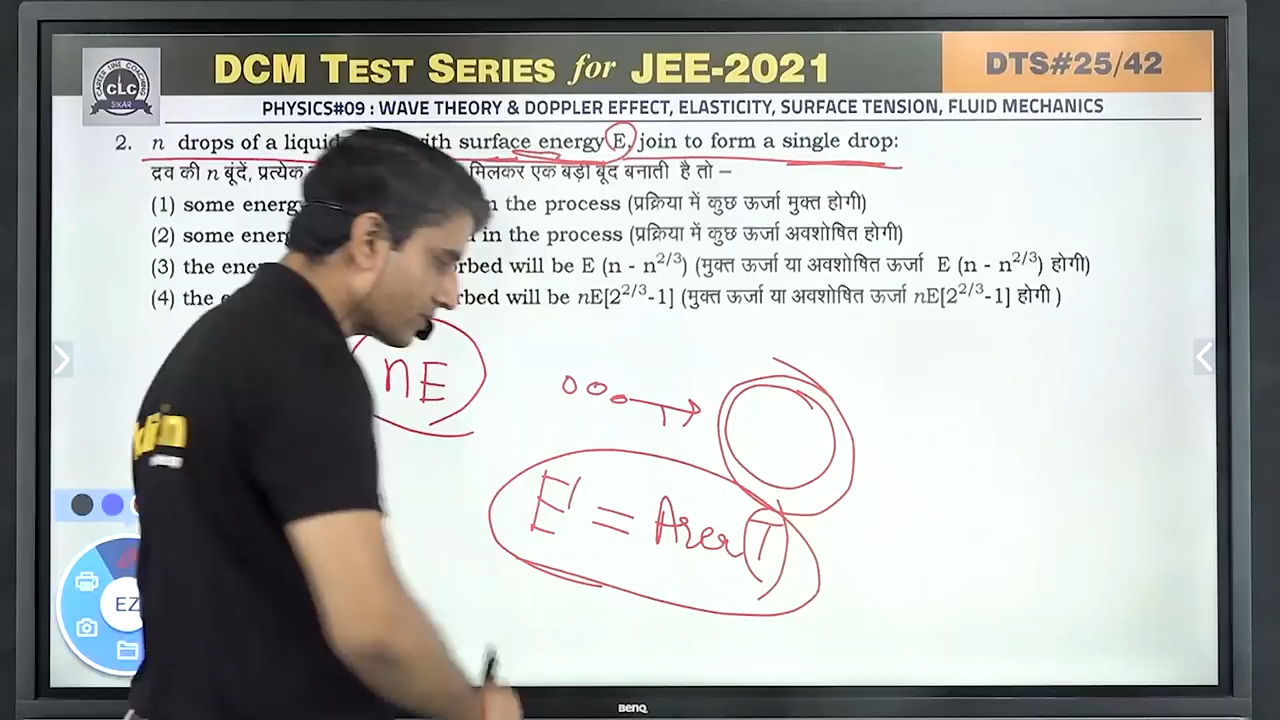 DCM TEST SERIES for JEE-2021
DTS#25/42
CAREER LINE COACHING
CLC
SIKAR
PHYSICS#09 : WAVE THEORY & DOPPLER EFFECT, ELASTICITY, SURFACE TENSION, FLUID MECHANICS
2. n drops of a liquid with surface energy E, join to form a single drop:
द्रव की n बूंदें, प्रत्येक मिलकर एक बड़ी बूंद बनाती है तो –
(1) some energy in the process (प्रक्रिया में कुछ ऊर्जा मुक्त होगी)
(2) some in the process (प्रक्रिया में कुछ ऊर्जा अवशोषित होगी)
(3) the will be E (n - n^2/3) (मुक्त ऊर्जा या अवशोषित ऊर्जा E (n - n^2/3) होगी)
(4) the will be nE[2^2/3-1] (मुक्त ऊर्जा या अवशोषित ऊर्जा nE[2^2/3-1] होगी )
nE
T
E' = Area T
EZ
BENQ